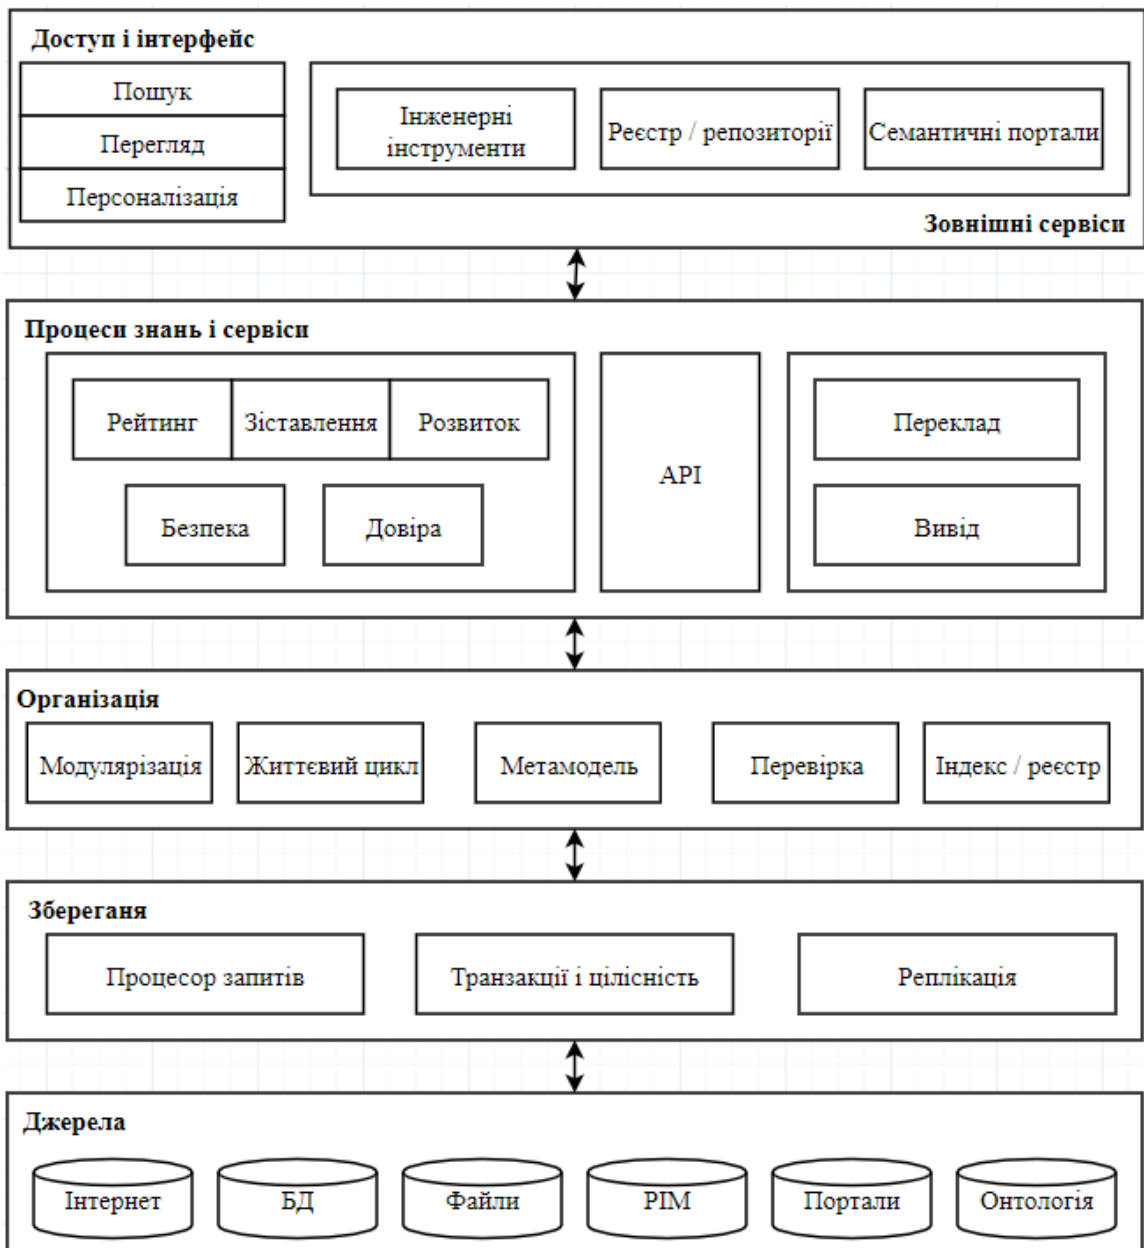 Доступ і інтерфейс
Пошук
Перегляд
Персоналізація
Інженерні
інструменти
Реєстр / репозиторії
Семантичні портали
Зовнішні сервіси
Процеси знань і сервіси
Рейтинг
Зіставлення
Розвиток
Безпека
Довіра
API
Переклад
Вивід
Організація
Модулярізація
Життєвий цикл
Метамодель
Перевірка
Індекс / реєстр
Збереганя
Процесор запитів
Транзакції і цілісність
Реплікація
Джерела
Інтернет
БД
Файли
PIM
Портали
Онтологія